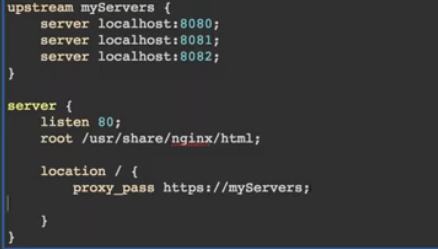 upstream myServers {
    server localhost:8080;
    server localhost:8081;
    server localhost:8082;
}
server {
    listen 80;
    root /usr/share/nginx/html;
    location / {
        proxy_pass https://myServers;
    }
}